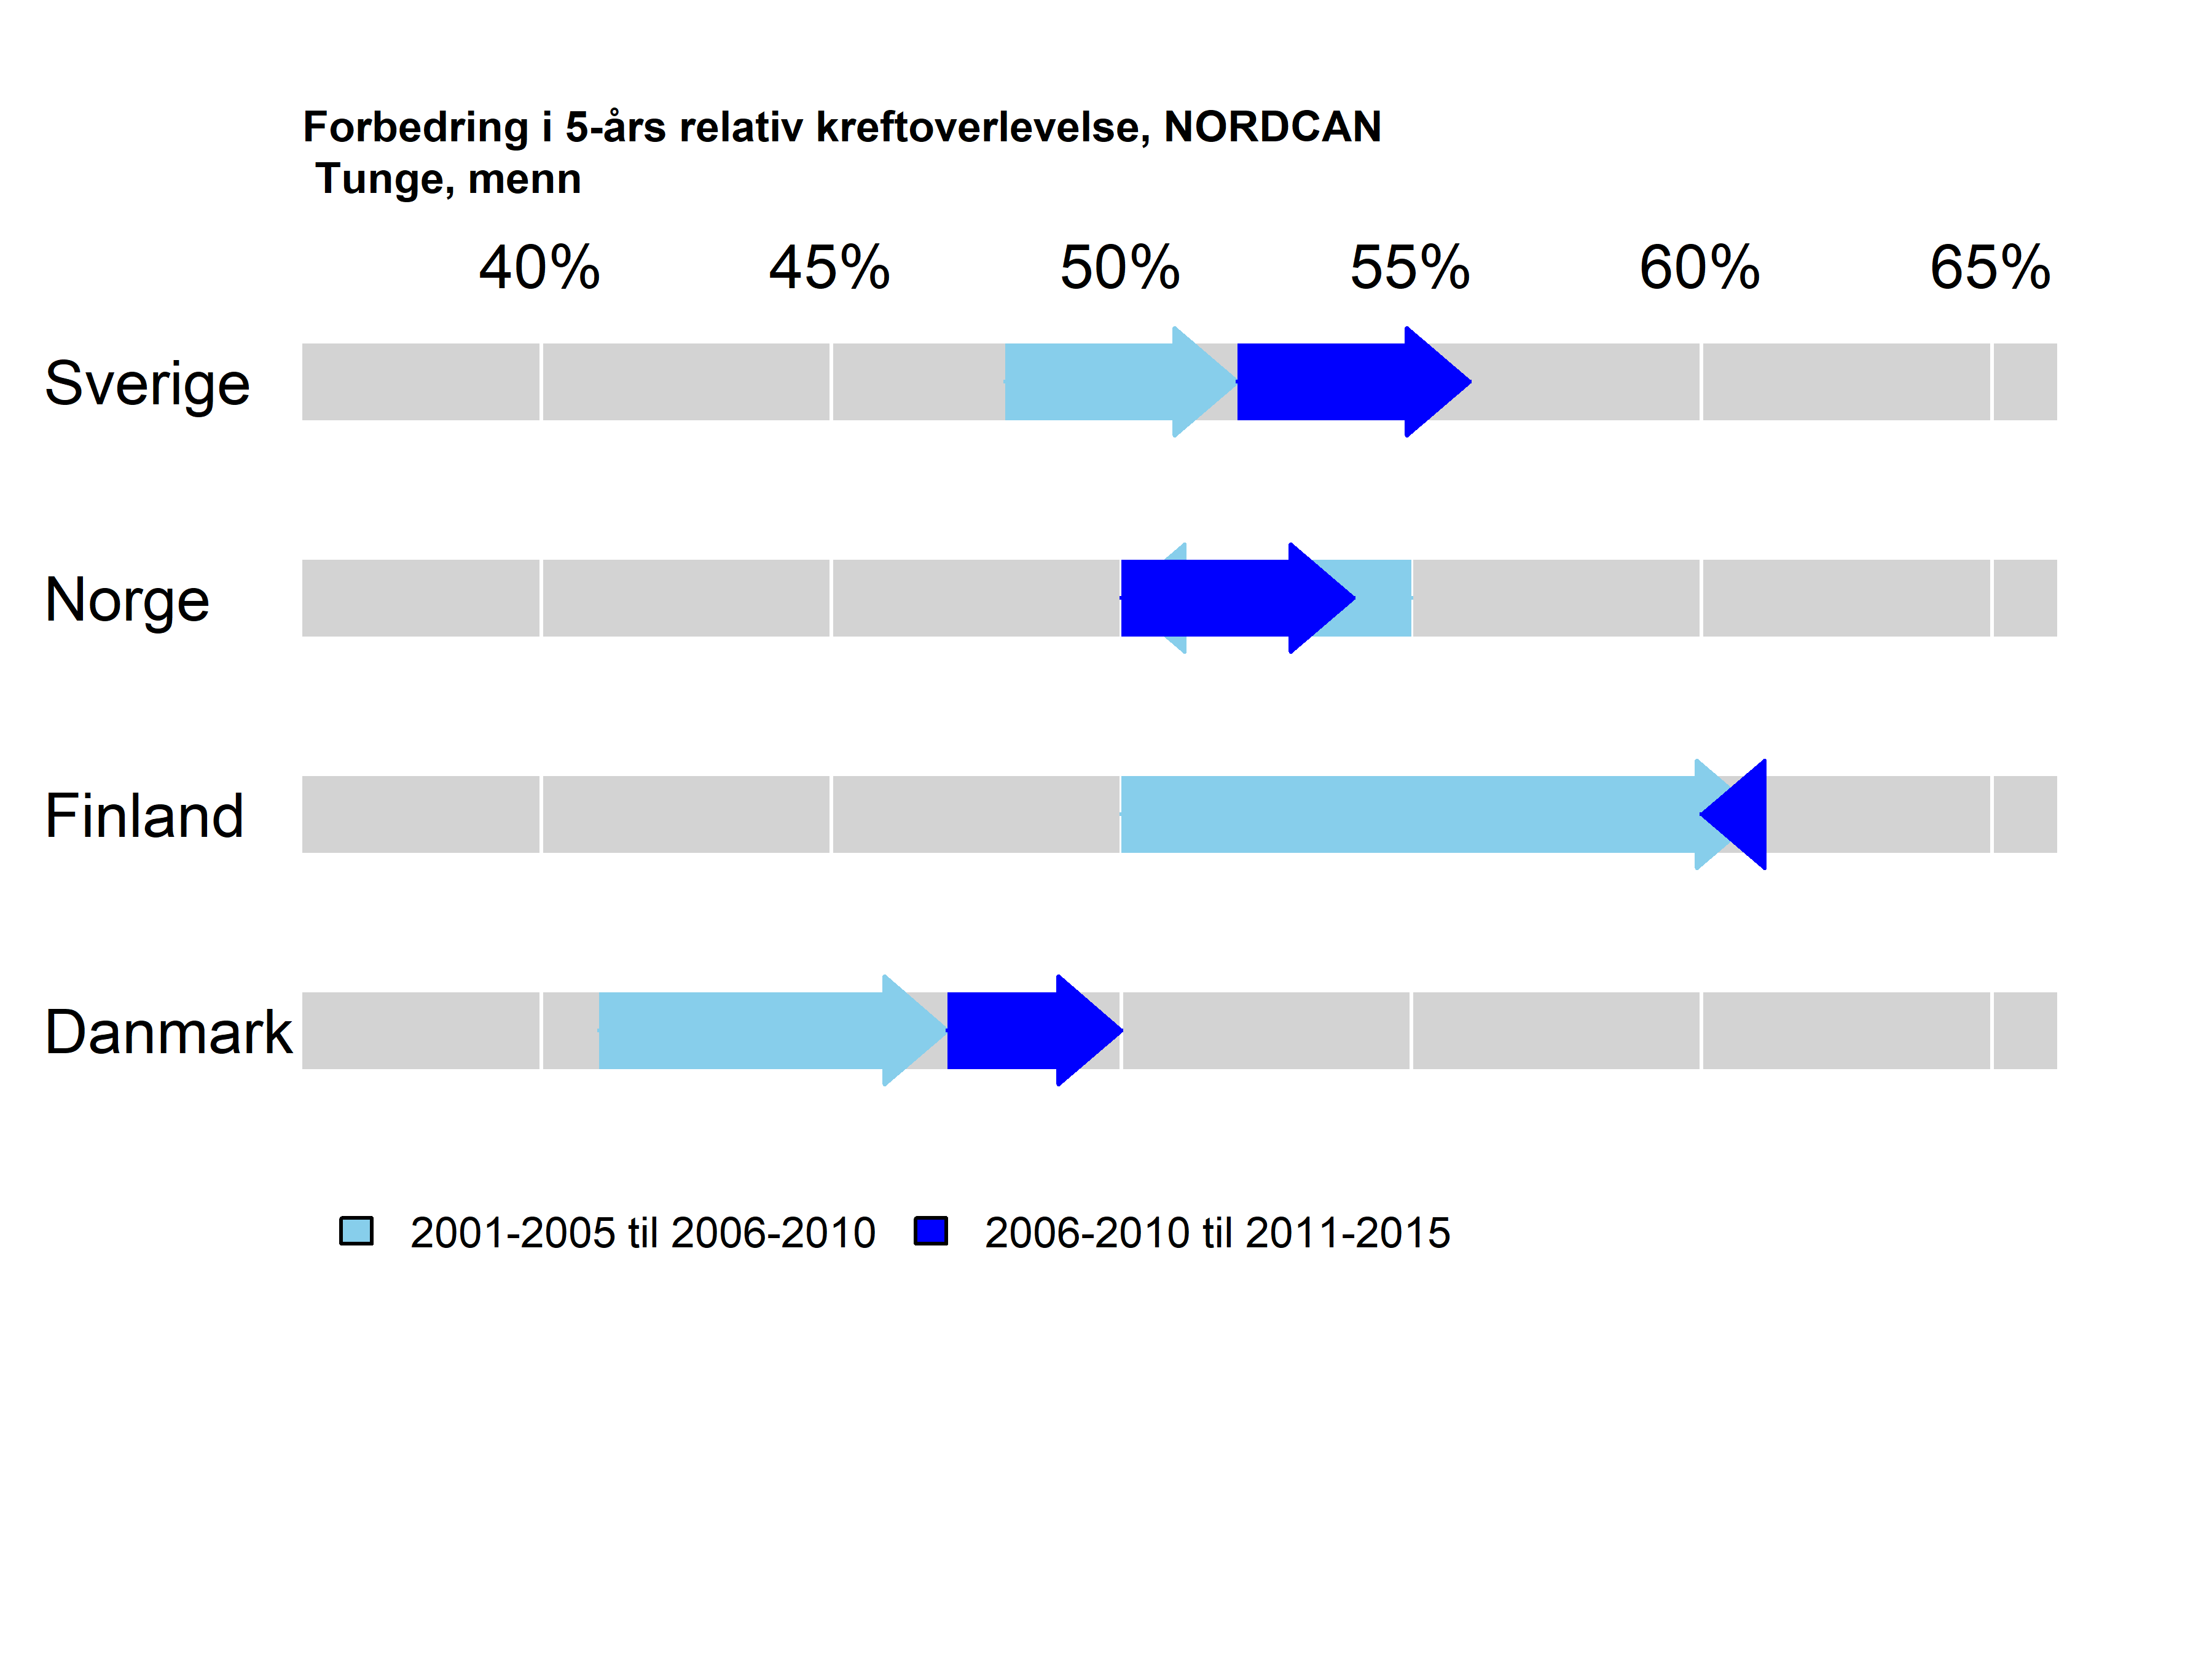 Forbedring i 5-års relativ kreftoverlevelse, NORDCAN
Tunge, menn
40% 45% 50% 55% 60% 65%
Sverige
Norge
Finland
Danmark
2001-2005 til 2006-2010 2006-2010 til 2011-2015